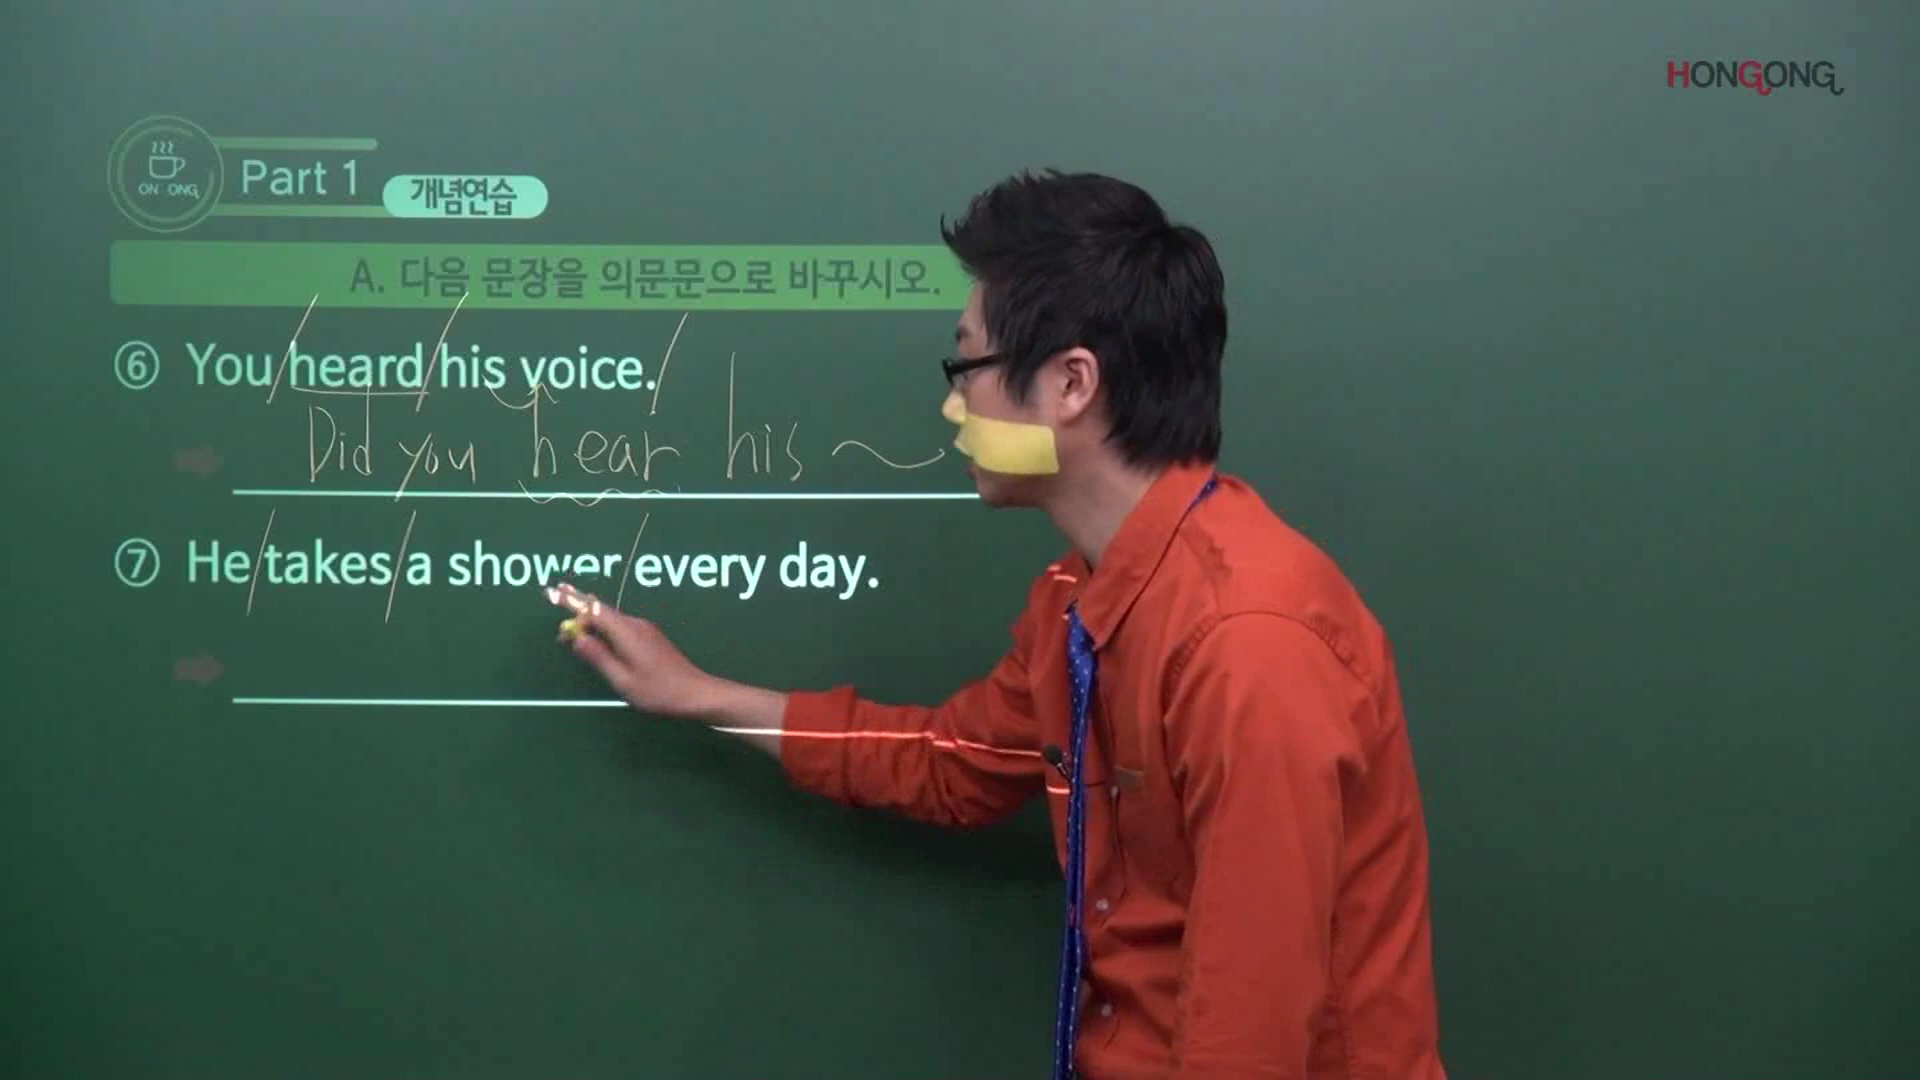 HONGONG
ON ONG
Part 1
개념연습
A. 다음 문장을 의문문으로 바꾸시오.
⑥ You heard his voice.
Did you hear his ~
⑦ He takes a shower every day.